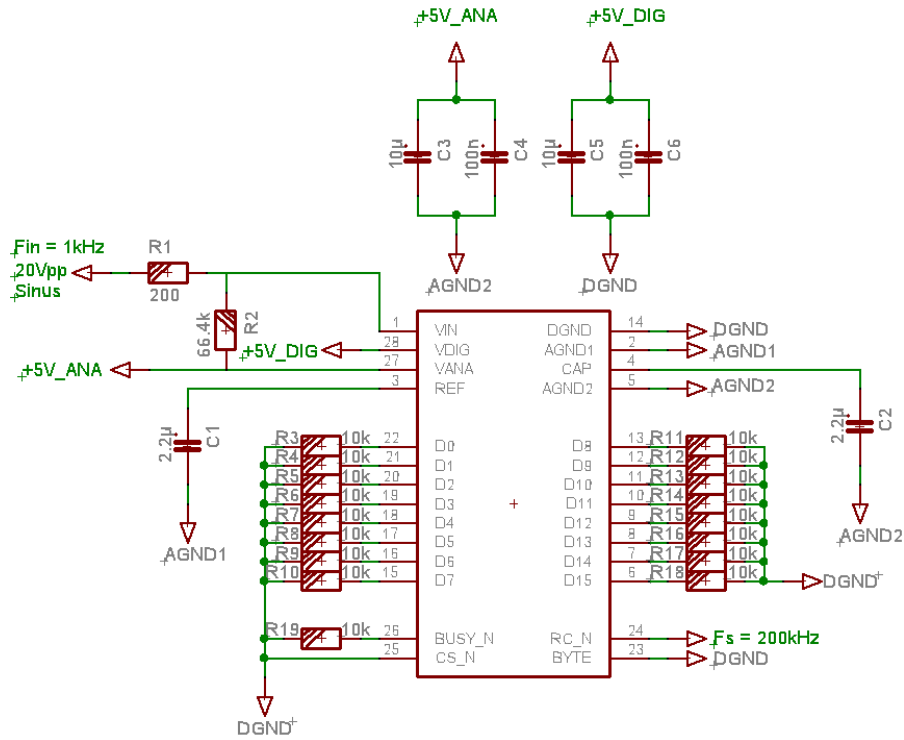 +5V_ANA
+5V_DIG
10µ
C3
100n
C4
10µ
C5
100n
C6
AGND2
DGND
Fin = 1kHz
20Vpp
Sinus
R1
200
66.4k
R2
+5V_DIG
+5V_ANA
1 VIN
28 VDIG
27 VANA
3 REF
DGND 14 DGND
AGND1 2 AGND1
CAP 4
AGND2 5 AGND2
2.2µ
C1
AGND1
2.2µ
C2
AGND2
R3 10k 22 D0
R4 10k 21 D1
R5 10k 20 D2
R6 10k 19 D3
R7 10k 18 D4
R8 10k 17 D5
R9 10k 16 D6
R10 10k 15 D7
D8 13 R11 10k
D9 12 R12 10k
D10 11 R13 10k
D11 10 R14 10k
D12 9 R15 10k
D13 8 R16 10k
D14 7 R17 10k
D15 6 R18 10k
DGND
R19 10k 26 BUSY_N
25 CS_N
RC_N 24 Fs = 200kHz
BYTE 23 DGND
DGND